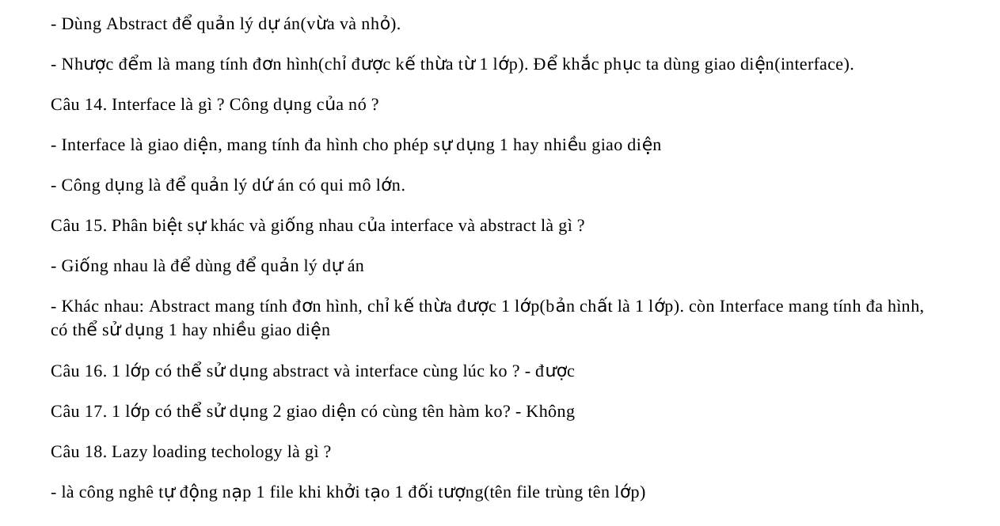 - Dùng Abstract để quản lý dự án(vừa và nhỏ).
- Nhược đểm là mang tính đơn hình(chỉ được kế thừa từ 1 lớp). Để khắc phục ta dùng giao diện(interface).
Câu 14. Interface là gì ? Công dụng của nó ?
- Interface là giao diện, mang tính đa hình cho phép sự dụng 1 hay nhiều giao diện
- Công dụng là để quản lý dứ án có qui mô lớn.
Câu 15. Phân biệt sự khác và giống nhau của interface và abstract là gì ?
- Giống nhau là để dùng để quản lý dự án
- Khác nhau: Abstract mang tính đơn hình, chỉ kế thừa được 1 lớp(bản chất là 1 lớp). còn Interface mang tính đa hình,
có thể sử dụng 1 hay nhiều giao diện
Câu 16. 1 lớp có thể sử dụng abstract và interface cùng lúc ko ? - được
Câu 17. 1 lớp có thể sử dụng 2 giao diện có cùng tên hàm ko? - Không
Câu 18. Lazy loading techology là gì ?
- là công nghê tự động nạp 1 file khi khởi tạo 1 đối tượng(tên file trùng tên lớp)